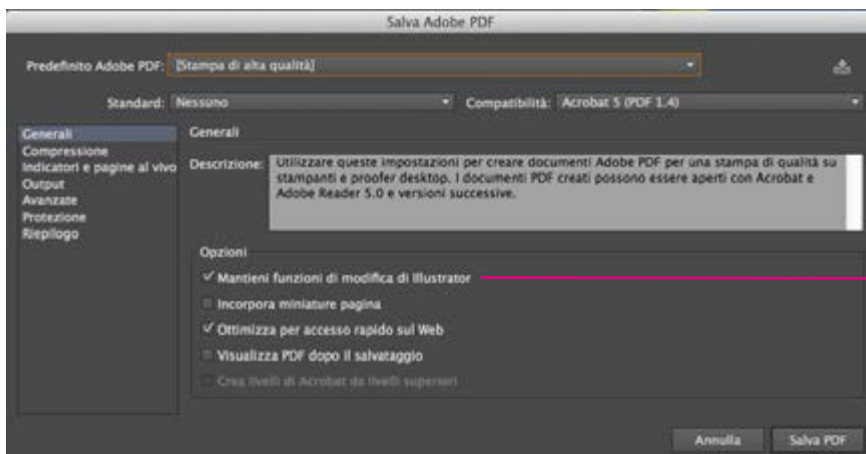 Salva Adobe PDF
Predefinito Adobe PDF: [Stampa di alta qualità]
Standard: Nessuno Compatibilità: Acrobat 5 (PDF 1.4)
Generali
Compressione
Indicatori e pagine al vivo
Output
Avanzate
Protezione
Riepilogo
Generali
Descrizione: Utilizzare queste impostazioni per creare documenti Adobe PDF per una stampa di qualità su
stampanti e proofer desktop. I documenti PDF creati possono essere aperti con Acrobat e
Adobe Reader 5.0 e versioni successive.
Opzioni
Mantieni funzioni di modifica di Illustrator
Incorpora miniature pagina
Ottimizza per accesso rapido sul Web
Visualizza PDF dopo il salvataggio
Crea livelli di Acrobat da livelli superiori
Annulla Salva PDF